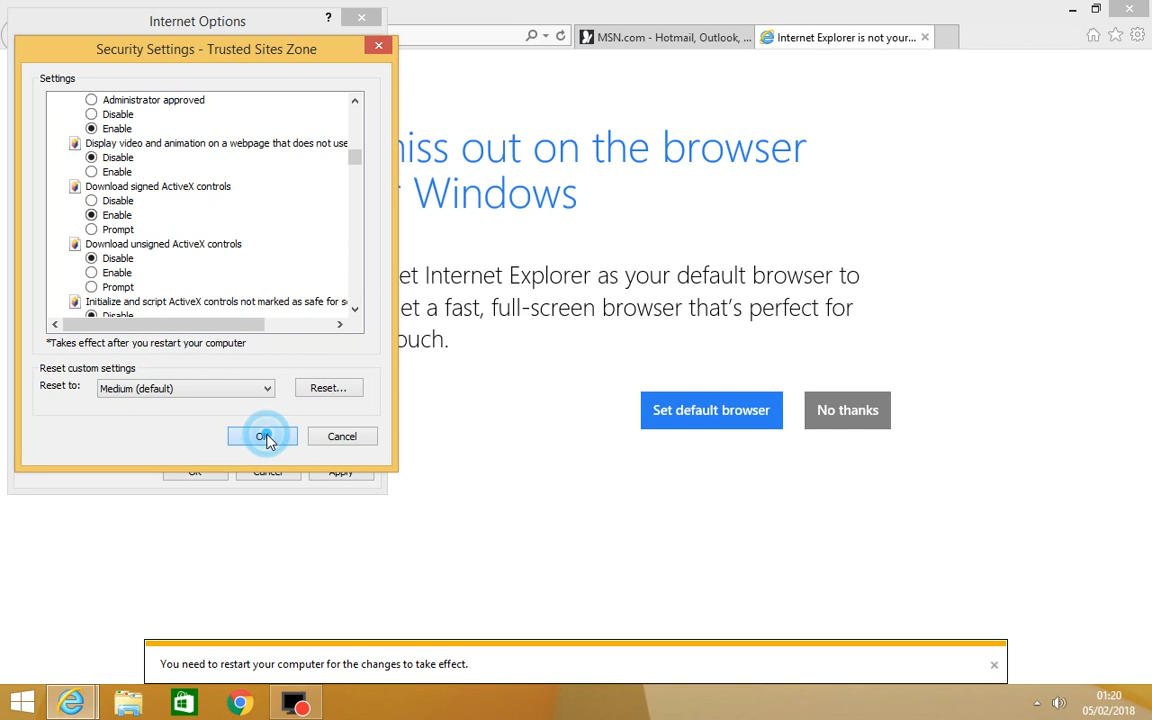 Internet Options
?
Security Settings - Trusted Sites Zone
MSN.com - Hotmail, Outlook, ...
Internet Explorer is not your...
Settings
Administrator approved
Disable
Enable
Display video and animation on a webpage that does not use
Disable
Enable
Download signed ActiveX controls
Disable
Enable
Prompt
Download unsigned ActiveX controls
Disable
Enable
Prompt
Initialize and script ActiveX controls not marked as safe for s
Disable
*Takes effect after you restart your computer
Reset custom settings
Reset to:
Medium (default)
Reset...
OK
Cancel
OK
Cancel
Apply
miss out on the browser
Windows
et Internet Explorer as your default browser to
et a fast, full-screen browser that's perfect for
ouch.
Set default browser
No thanks
You need to restart your computer for the changes to take effect.
01:20
05/02/2018